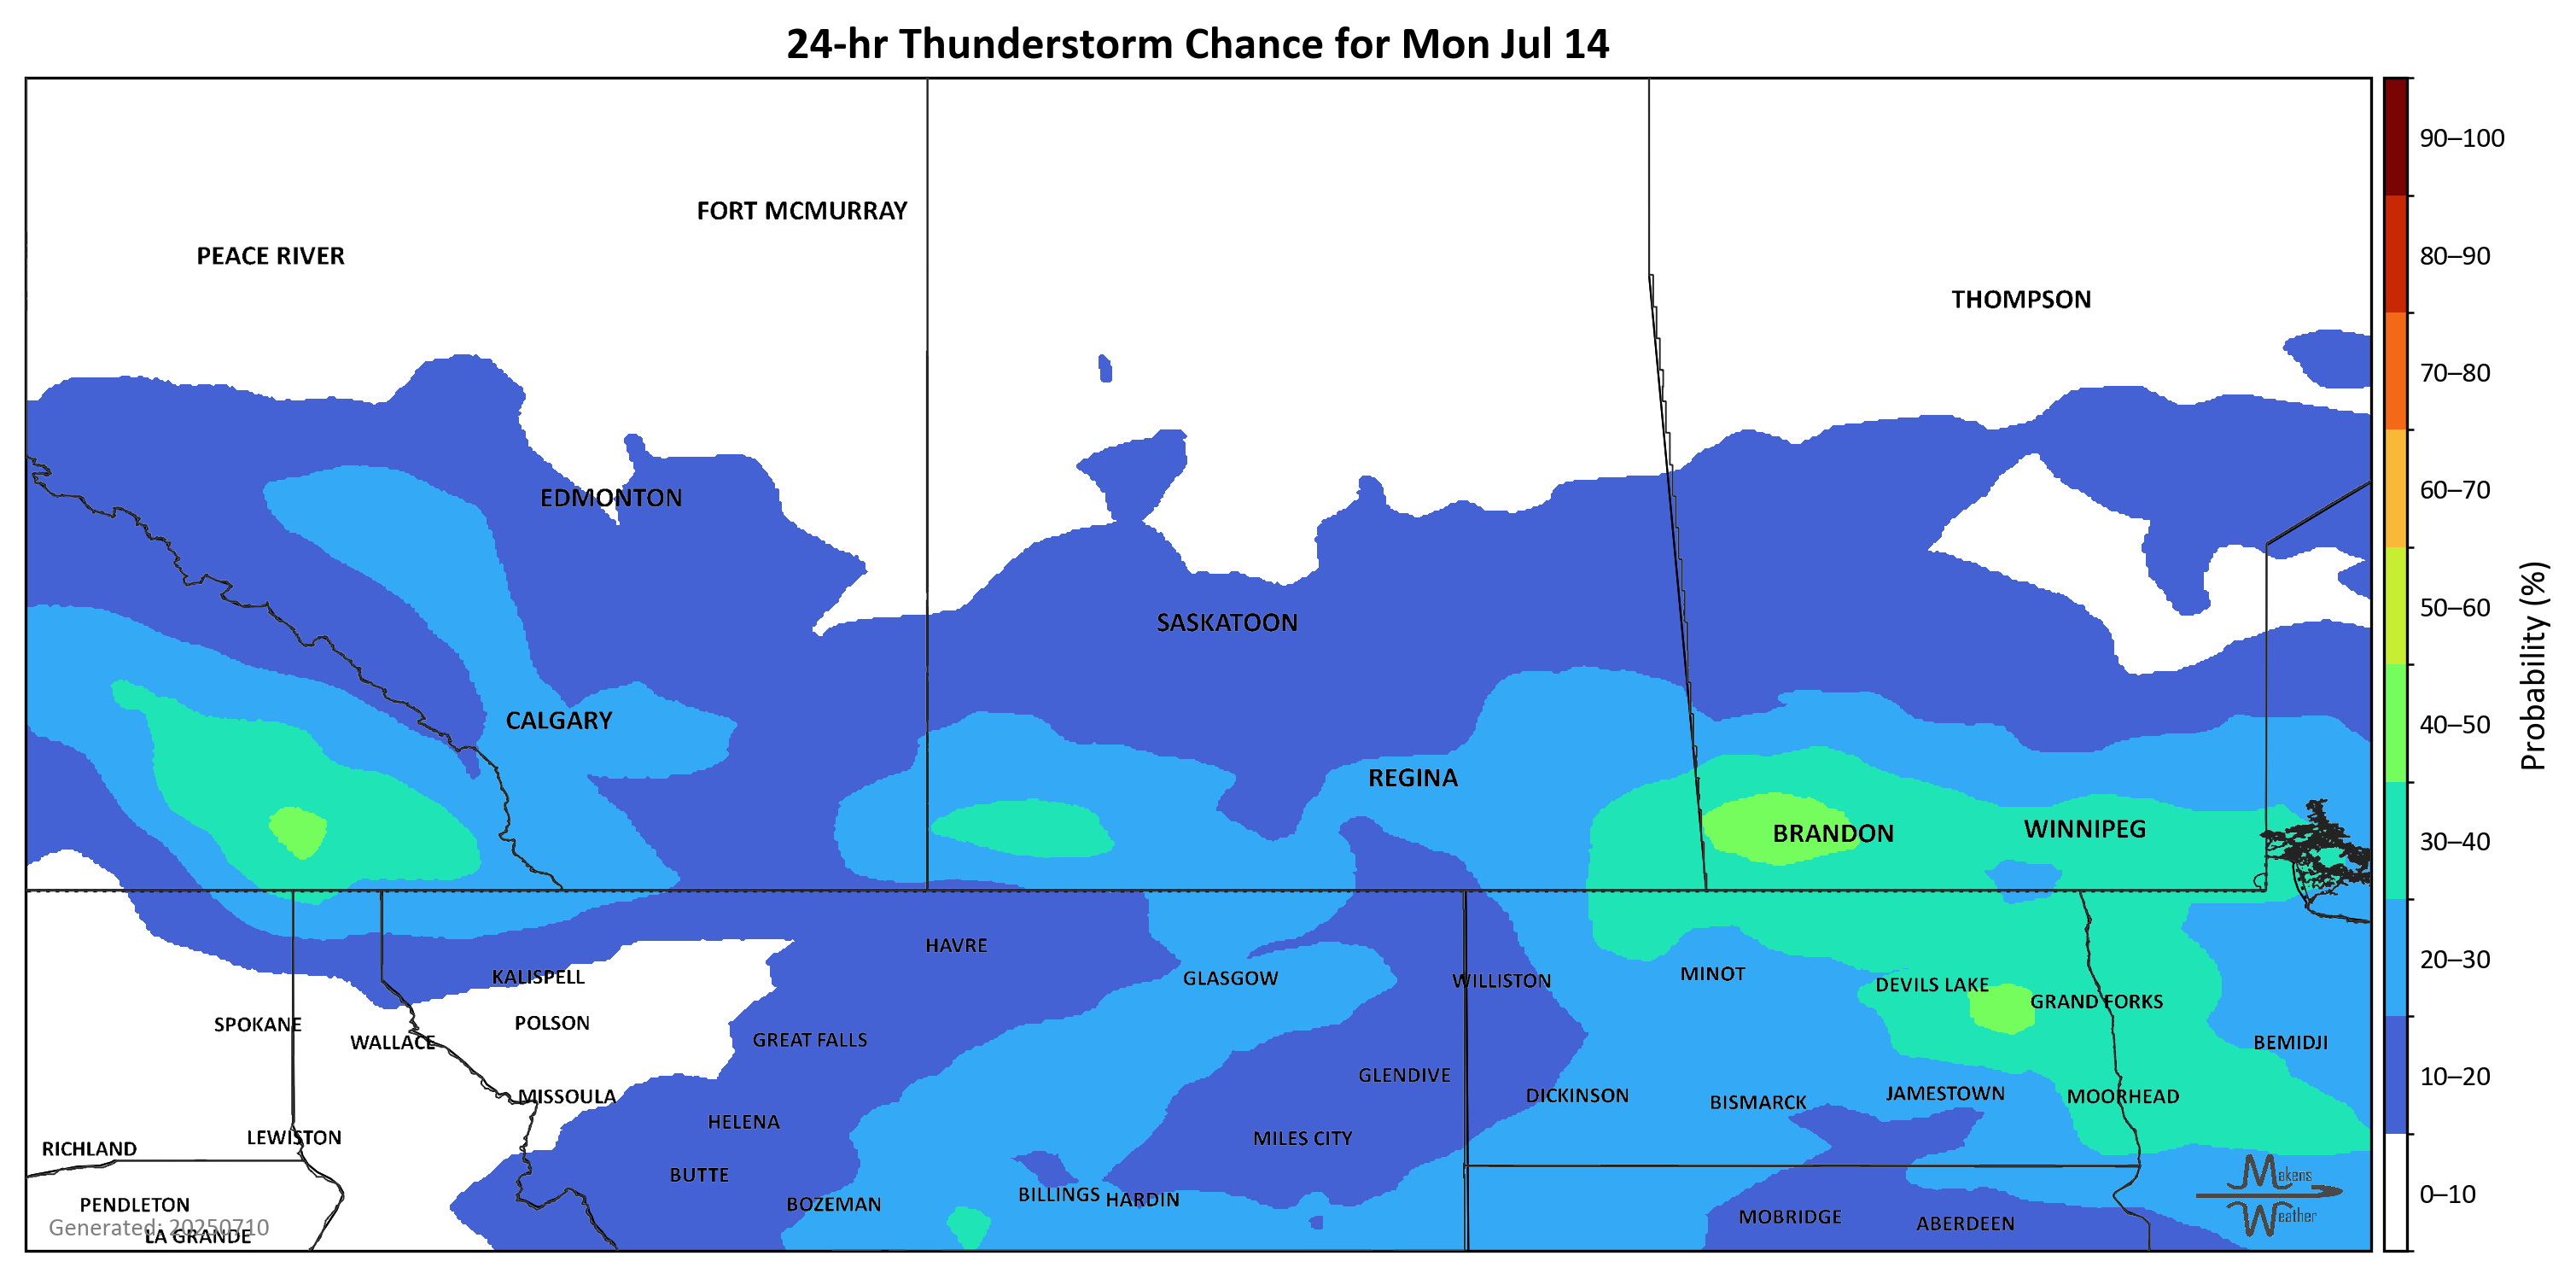 24-hr Thunderstorm Chance for Mon Jul 14
90–100
FORT MCMURRAY
PEACE RIVER
80–90
THOMPSON
70–80
60–70
EDMONTON
50–60
SASKATOON
CALGARY
40–50
Probability (%)
REGINA
BRANDON
WINNIPEG
30–40
HAVRE
20–30
KALISPELL
GLASGOW
WILLISTON
MINOT
DEVILS LAKE
GRAND FORKS
SPOKANE
POLSON
WALLACE
GREAT FALLS
BEMIDJI
GLENDIVE
10–20
MISSOULA
DICKINSON
BISMARCK
JAMESTOWN
MOORHEAD
HELENA
LEWISTON
MILES CITY
RICHLAND
BUTTE
Makens
Weather
0–10
BILLINGS
HARDIN
PENDLETON
BOZEMAN
MOBRIDGE
ABERDEEN
Generated: 20250710
LA GRANDE